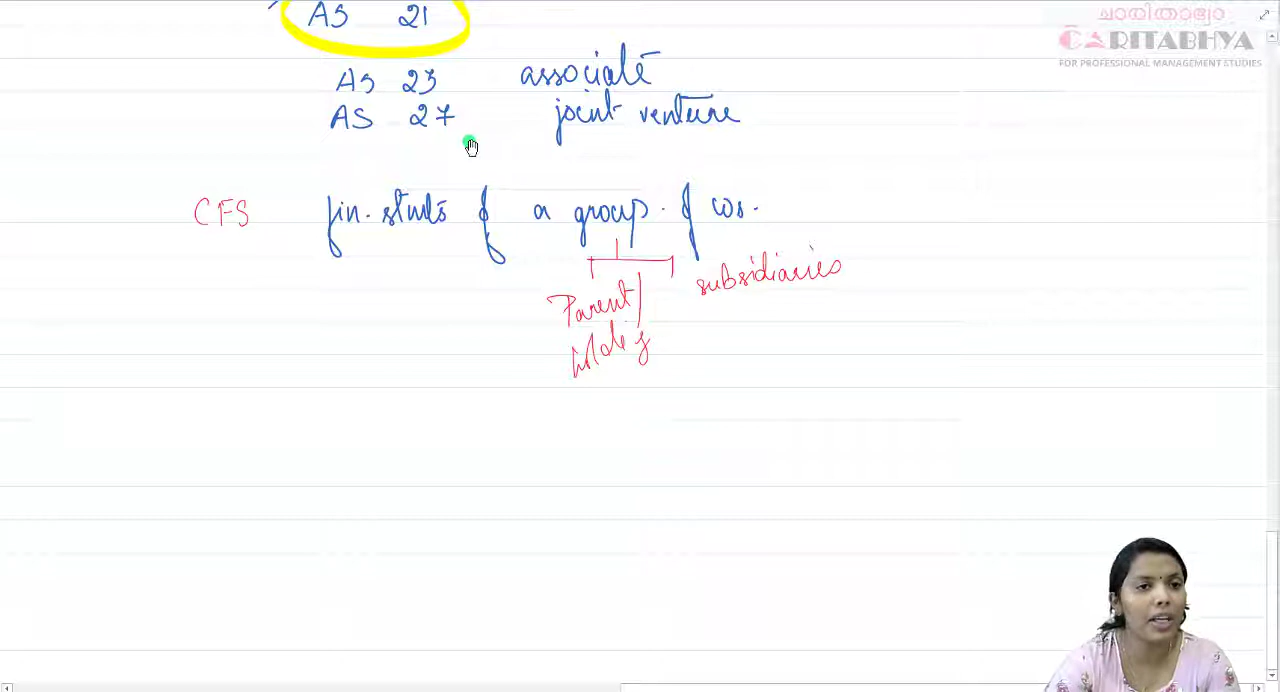 AS 21
ചാരിതാഭ്യാ
CARITABHYA
FOR PROFESSIONAL MANAGEMENT STUDIES
AS 23 associate
AS 27 joint venture
CFS fin. stmts of a group of cos.
Parent/ subsidiaries